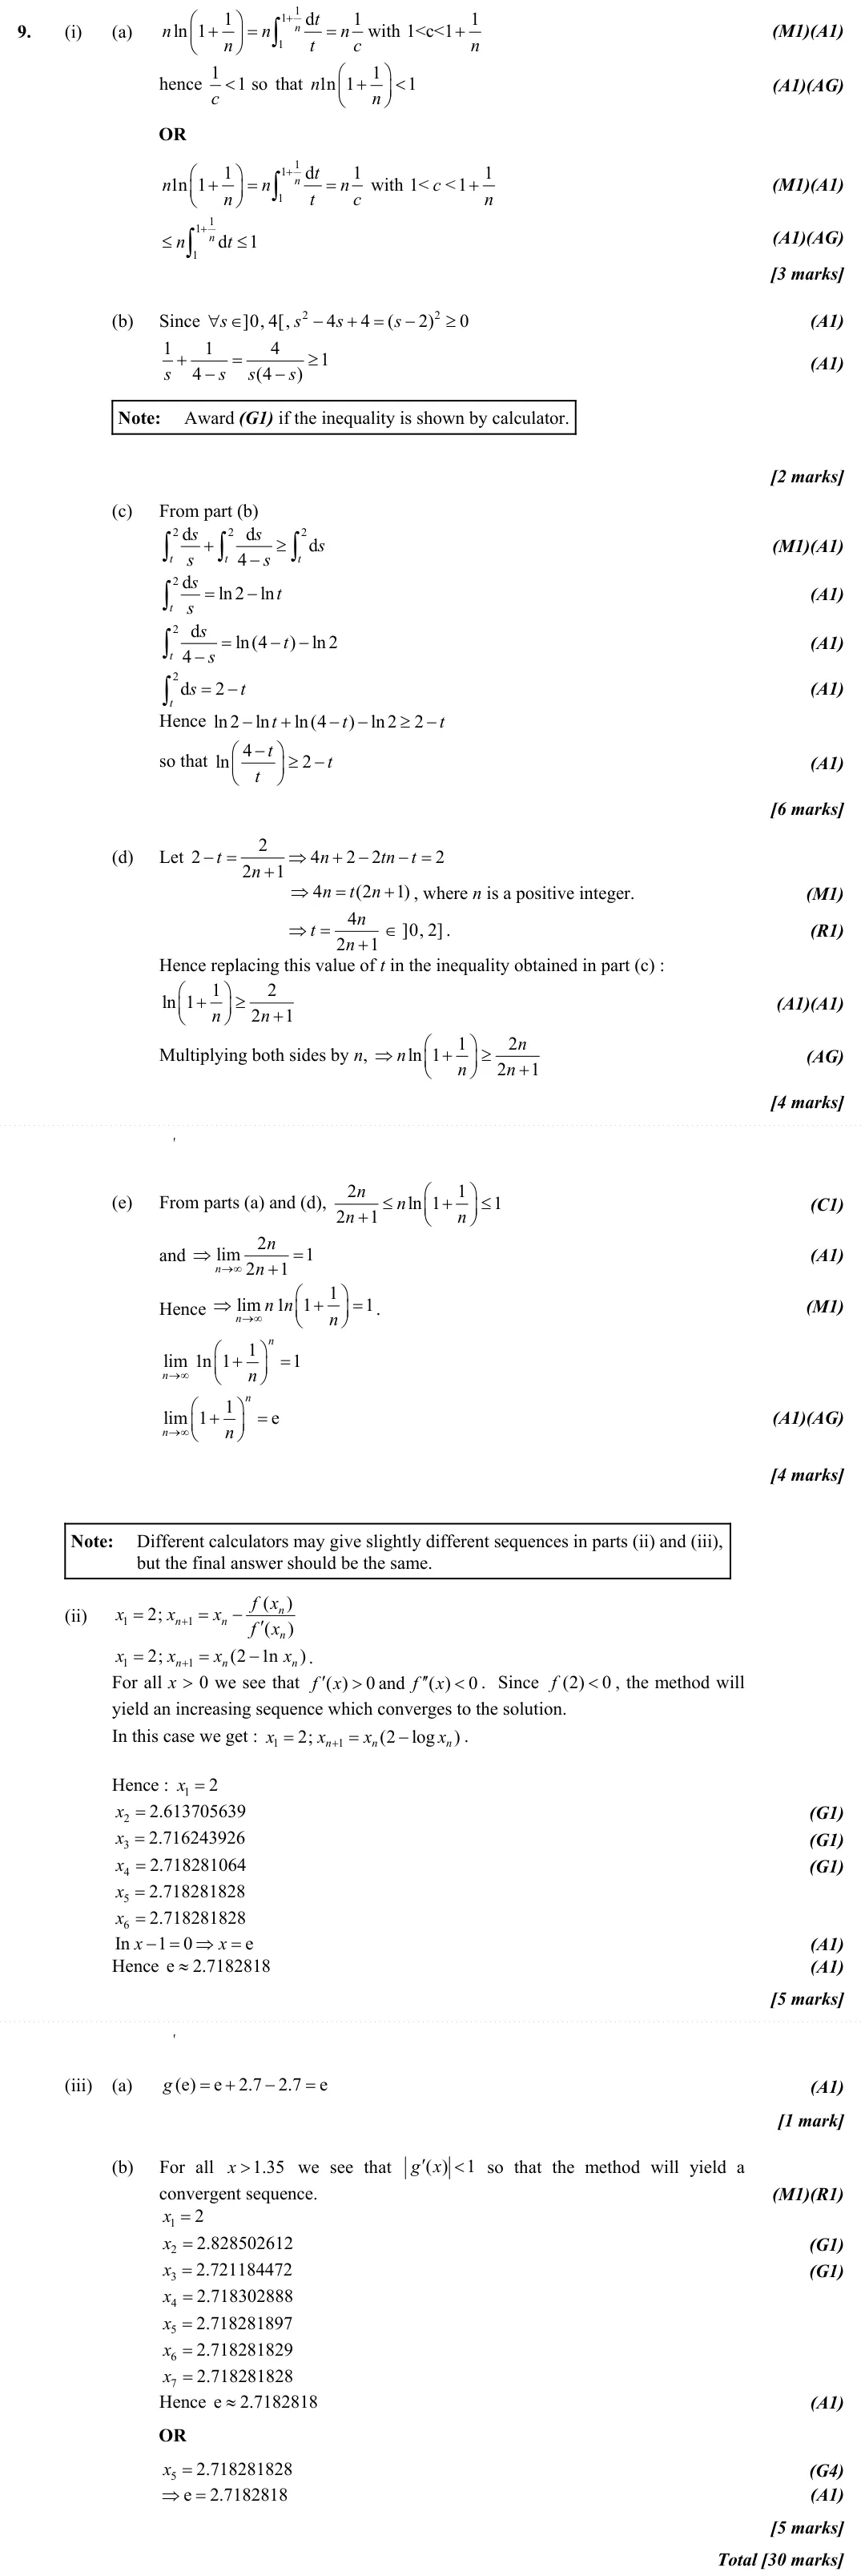 9. (i) (a) n ln(1 + 1/n) = n∫₁^(1+1/n) dt/t = n 1/c with 1<c<1+1/n (M1)(A1)
hence 1/c < 1 so that nln(1 + 1/n) < 1 (A1)(AG)
OR
nln(1 + 1/n) = n∫₁^(1+1/n) dt/t = n 1/c with 1< c <1+1/n (M1)(A1)
≤ n∫₁^(1+1/n) dt ≤ 1 (A1)(AG)
[3 marks]
(b) Since ∀s ∈]0, 4[, s² − 4s + 4 = (s − 2)² ≥ 0 (A1)
1/s + 1/(4 − s) = 4/(s(4 − s)) ≥ 1 (A1)
Note: Award (G1) if the inequality is shown by calculator.
[2 marks]
(c) From part (b)
∫ₜ² ds/s + ∫ₜ² ds/(4 − s) ≥ ∫ₜ² ds (M1)(A1)
∫ₜ² ds/s = ln 2 − ln t (A1)
∫ₜ² ds/(4 − s) = ln (4 − t) − ln 2 (A1)
∫ₜ² ds = 2 − t (A1)
Hence ln 2 − ln t + ln (4 − t) − ln 2 ≥ 2 − t
so that ln((4 − t)/t) ≥ 2 − t (A1)
[6 marks]
(d) Let 2 − t = 2/(2n + 1) ⇒ 4n + 2 − 2tn − t = 2
⇒ 4n = t(2n + 1), where n is a positive integer. (M1)
⇒ t = 4n/(2n + 1) ∈ ]0, 2]. (R1)
Hence replacing this value of t in the inequality obtained in part (c) :
ln(1 + 1/n) ≥ 2/(2n + 1) (A1)(A1)
Multiplying both sides by n, ⇒ n ln(1 + 1/n) ≥ 2n/(2n + 1) (AG)
[4 marks]
(e) From parts (a) and (d), 2n/(2n + 1) ≤ n ln(1 + 1/n) ≤ 1 (C1)
and ⇒ lim n→∞ 2n/(2n + 1) = 1 (A1)
Hence ⇒ lim n→∞ n ln(1 + 1/n) = 1. (M1)
lim n→∞ ln(1 + 1/n)ⁿ = 1
lim n→∞ (1 + 1/n)ⁿ = e (A1)(AG)
[4 marks]
Note: Different calculators may give slightly different sequences in parts (ii) and (iii),
but the final answer should be the same.
(ii) x₁ = 2; xₙ₊₁ = xₙ − f(xₙ)/f′(xₙ)
x₁ = 2; xₙ₊₁ = xₙ(2 − ln xₙ).
For all x > 0 we see that f′(x) > 0 and f″(x) < 0. Since f(2) < 0, the method will
yield an increasing sequence which converges to the solution.
In this case we get : x₁ = 2; xₙ₊₁ = xₙ(2 − log xₙ).
Hence : x₁ = 2
x₂ = 2.613705639 (G1)
x₃ = 2.716243926 (G1)
x₄ = 2.718281064 (G1)
x₅ = 2.718281828
x₆ = 2.718281828
In x − 1 = 0 ⇒ x = e (A1)
Hence e ≈ 2.7182818 (A1)
[5 marks]
(iii) (a) g(e) = e + 2.7 − 2.7 = e (A1)
[1 mark]
(b) For all x > 1.35 we see that |g′(x)| < 1 so that the method will yield a
convergent sequence. (M1)(R1)
x₁ = 2
x₂ = 2.828502612 (G1)
x₃ = 2.721184472 (G1)
x₄ = 2.718302888
x₅ = 2.718281897
x₆ = 2.718281829
x₇ = 2.718281828
Hence e ≈ 2.7182818 (A1)
OR
x₅ = 2.718281828 (G4)
⇒ e = 2.7182818 (A1)
[5 marks]
Total [30 marks]